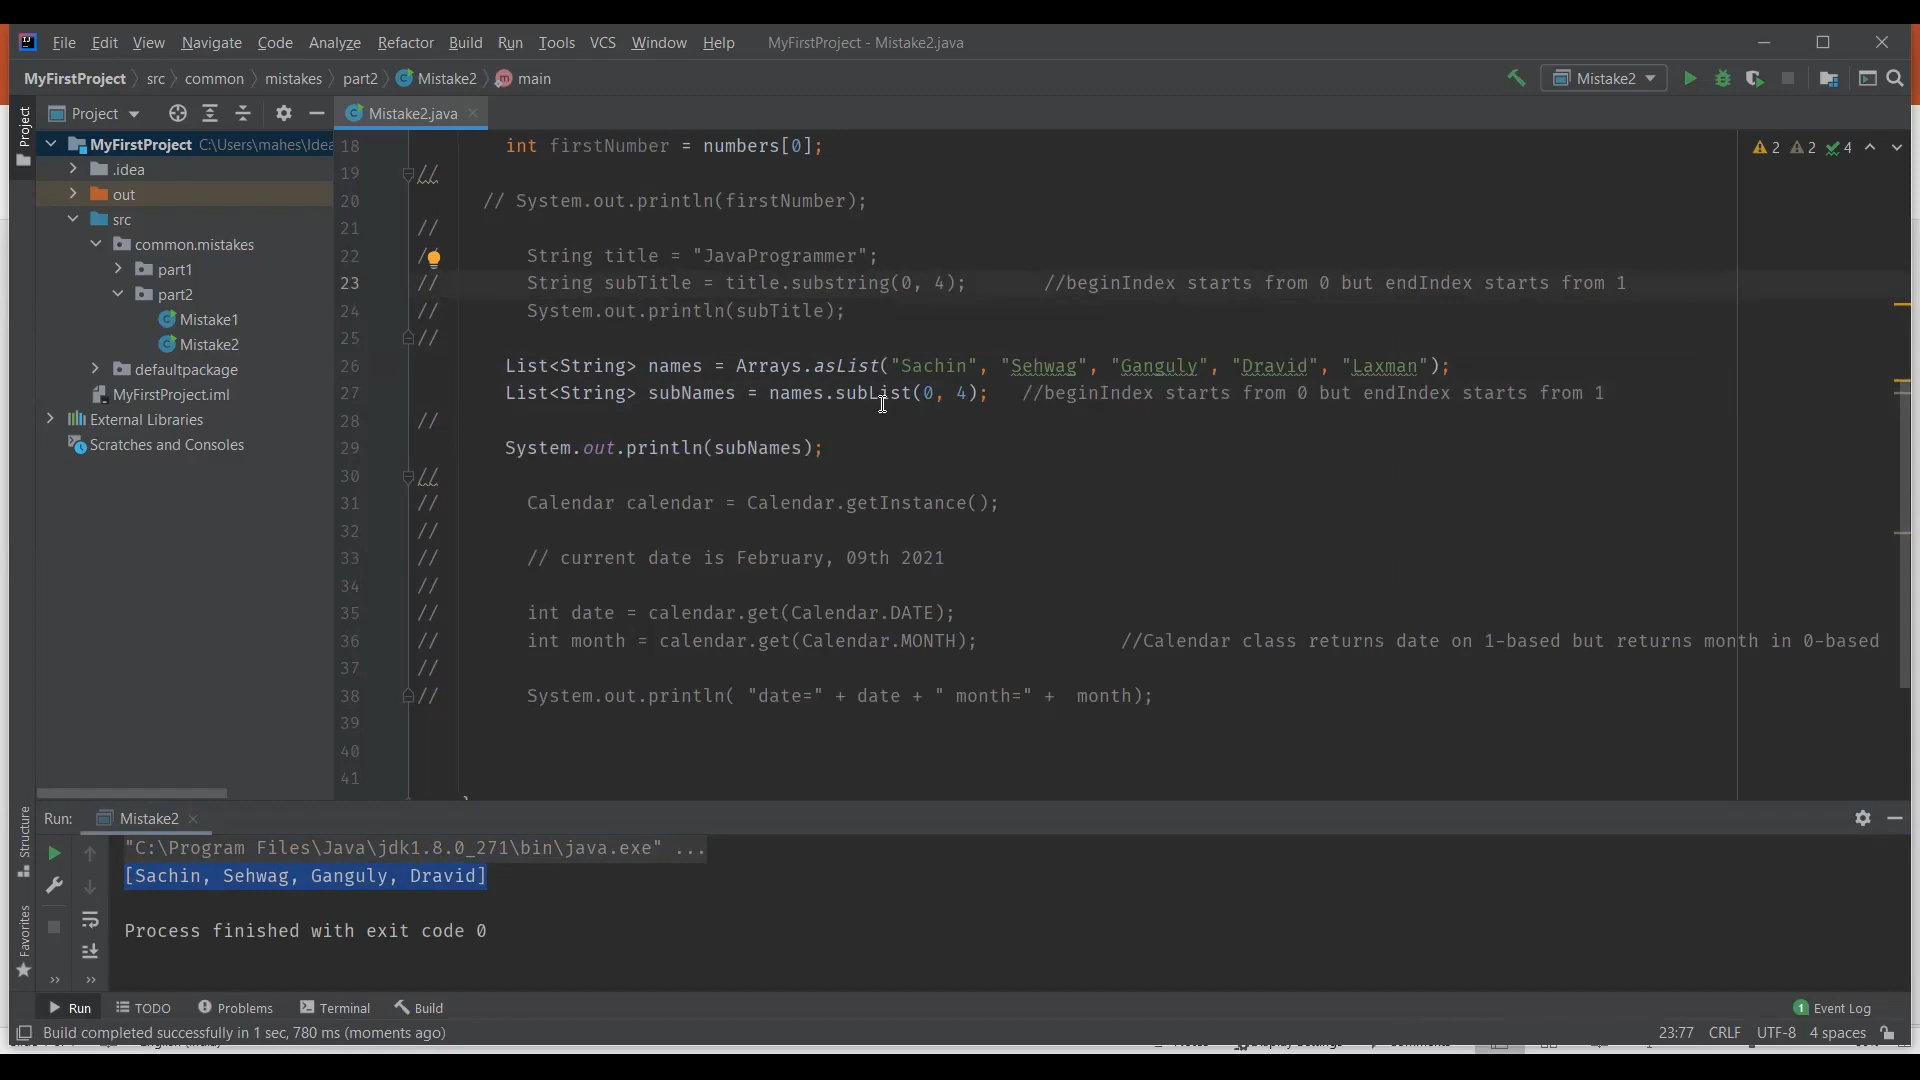 File Edit View Navigate Code Analyze Refactor Build Run Tools VCS Window Help MyFirstProject - Mistake2.java
MyFirstProject src common mistakes part2 Mistake2 main Mistake2
Project Project Mistake2.java
MyFirstProject C:\Users\mahes\Idea
.idea
out
src
common.mistakes
part1
part2
Mistake1
Mistake2
defaultpackage
MyFirstProject.iml
External Libraries
Scratches and Consoles
2 2 4
18 int firstNumber = numbers[0];
19 //
20 // System.out.println(firstNumber);
21 //
22 // String title = "JavaProgrammer";
23 // String subTitle = title.substring(0, 4); //beginIndex starts from 0 but endIndex starts from 1
24 // System.out.println(subTitle);
25 //
26 List<String> names = Arrays.asList("Sachin", "Sehwag", "Ganguly", "Dravid", "Laxman");
27 List<String> subNames = names.subList(0, 4); //beginIndex starts from 0 but endIndex starts from 1
28 //
29 System.out.println(subNames);
30 //
31 // Calendar calendar = Calendar.getInstance();
32 //
33 // // current date is February, 09th 2021
34 //
35 // int date = calendar.get(Calendar.DATE);
36 // int month = calendar.get(Calendar.MONTH); //Calendar class returns date on 1-based but returns month in 0-based
37 //
38 // System.out.println( "date=" + date + " month=" + month);
39
40
41
}
Structure
Favorites
Run: Mistake2
"C:\Program Files\Java\jdk1.8.0_271\bin\java.exe" ...
[Sachin, Sehwag, Ganguly, Dravid]
Process finished with exit code 0
Run TODO Problems Terminal Build 1 Event Log
Build completed successfully in 1 sec, 780 ms (moments ago) 23:77 CRLF UTF-8 4 spaces